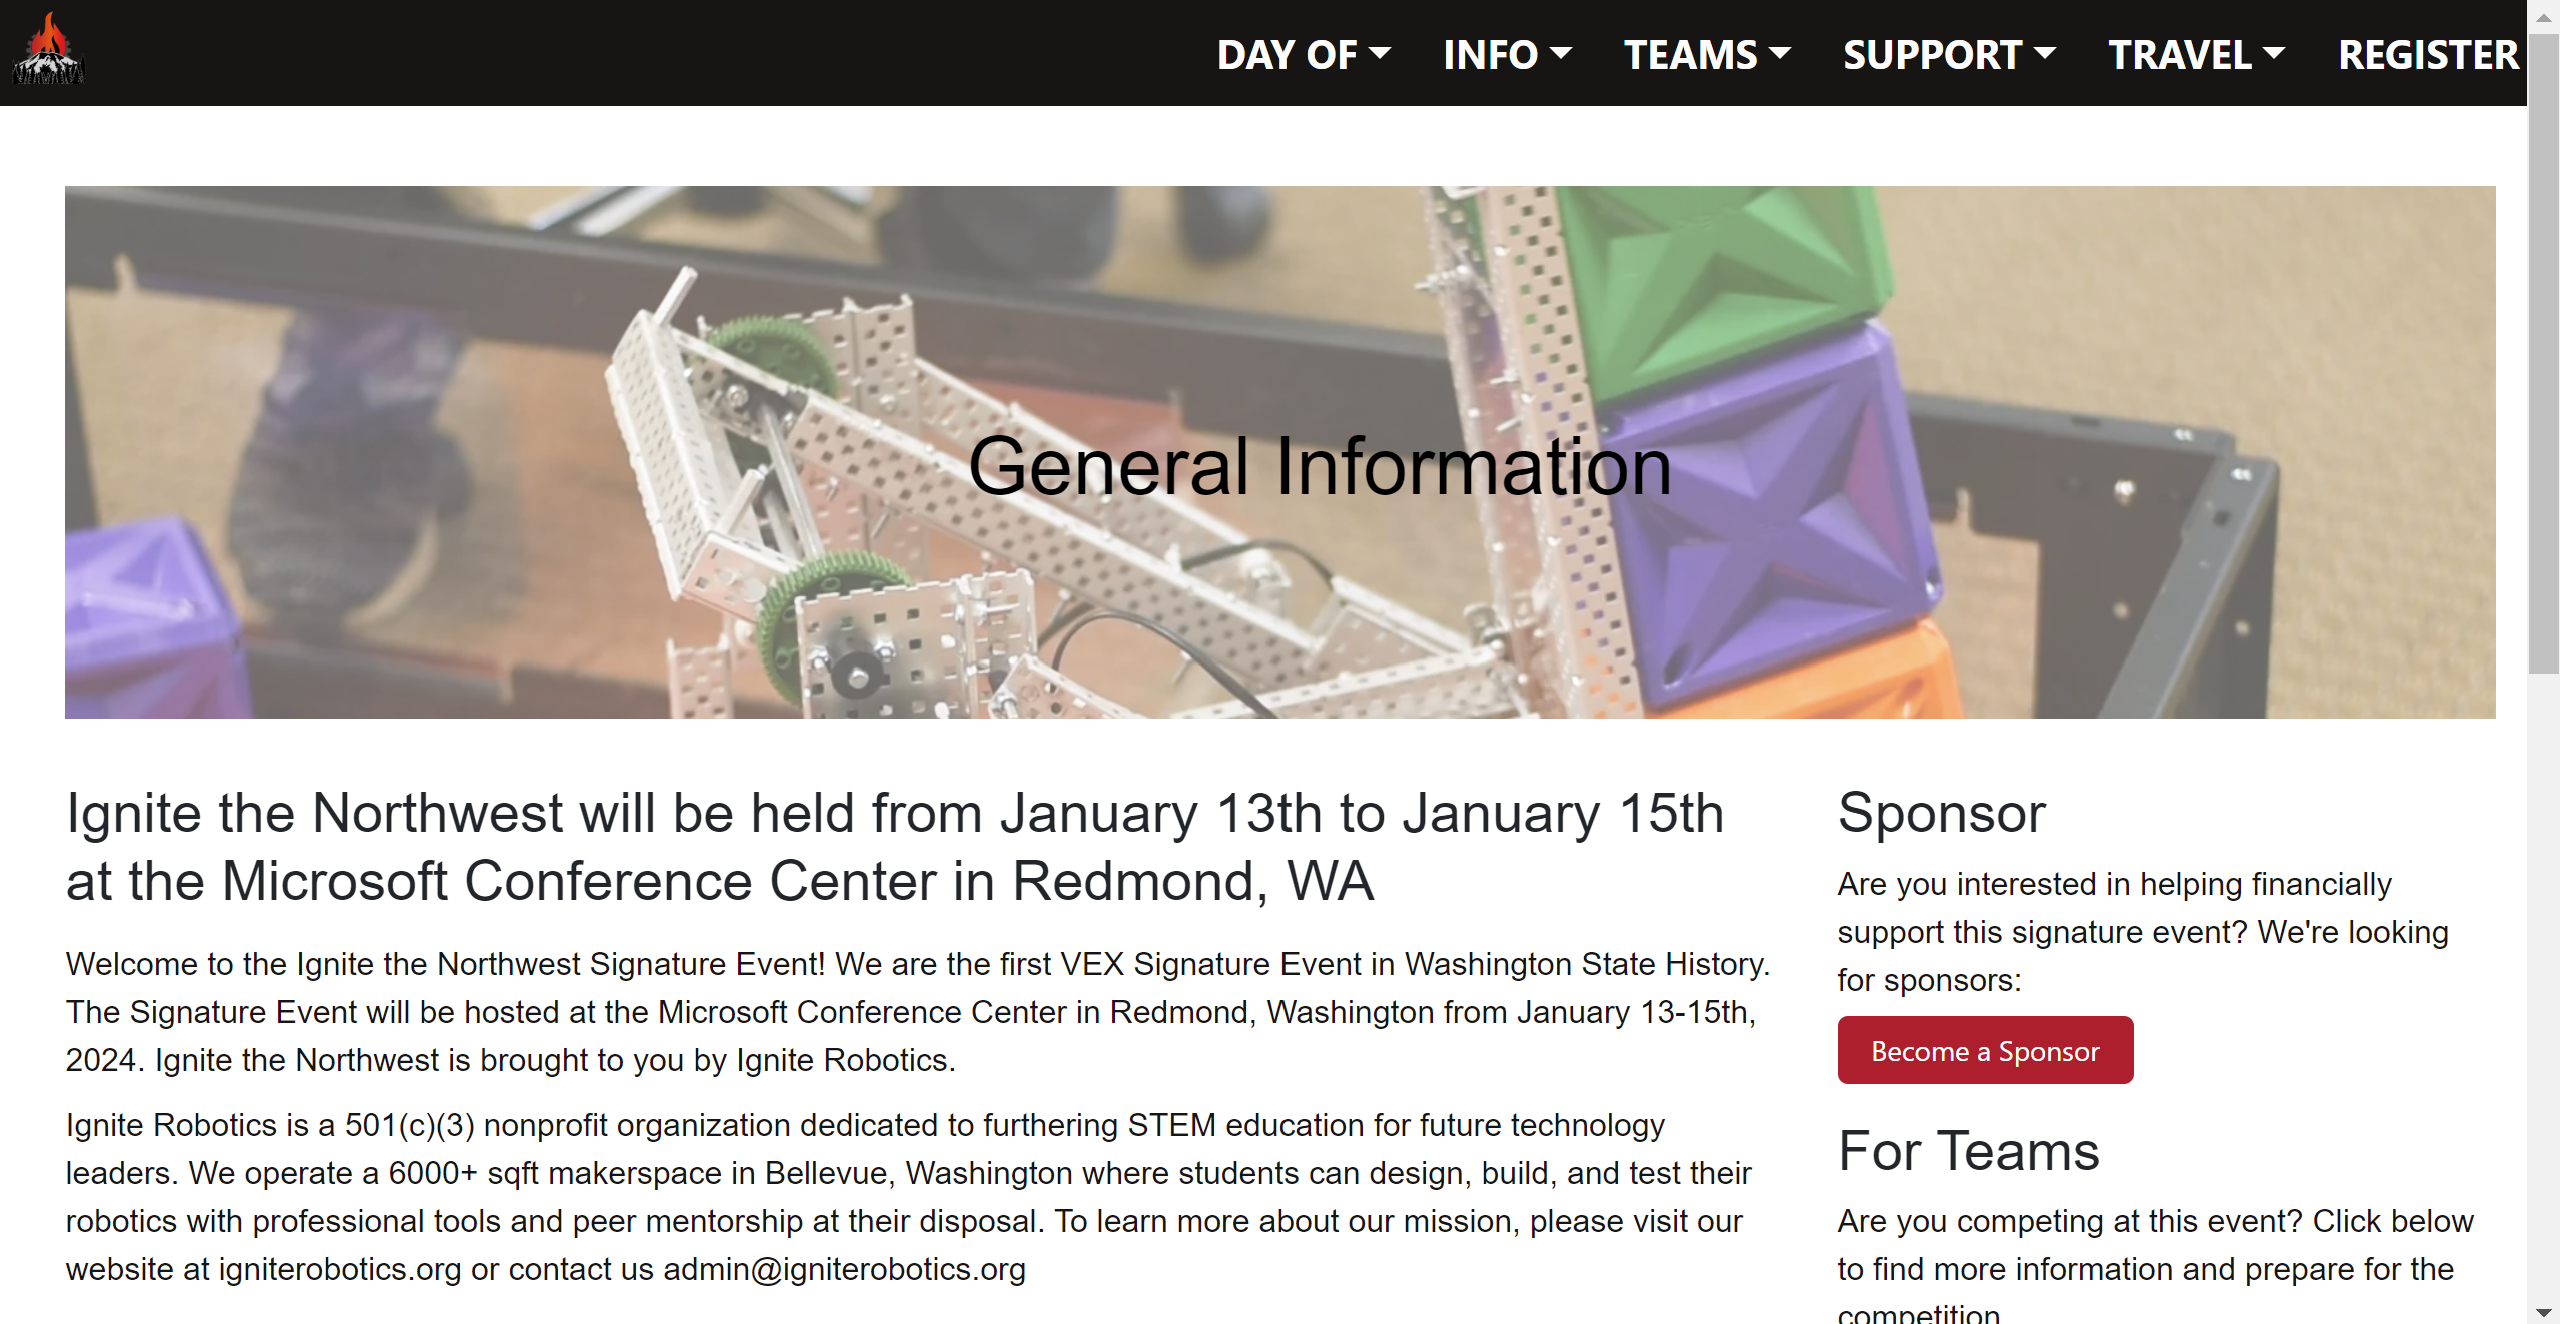 DAY OF INFO TEAMS SUPPORT TRAVEL REGISTER
General Information
Ignite the Northwest will be held from January 13th to January 15th
at the Microsoft Conference Center in Redmond, WA
Welcome to the Ignite the Northwest Signature Event! We are the first VEX Signature Event in Washington State History.
The Signature Event will be hosted at the Microsoft Conference Center in Redmond, Washington from January 13-15th,
2024. Ignite the Northwest is brought to you by Ignite Robotics.
Ignite Robotics is a 501(c)(3) nonprofit organization dedicated to furthering STEM education for future technology
leaders. We operate a 6000+ sqft makerspace in Bellevue, Washington where students can design, build, and test their
robotics with professional tools and peer mentorship at their disposal. To learn more about our mission, please visit our
website at igniterobotics.org or contact us admin@igniterobotics.org
Sponsor
Are you interested in helping financially
support this signature event? We're looking
for sponsors:
Become a Sponsor
For Teams
Are you competing at this event? Click below
to find more information and prepare for the
competition